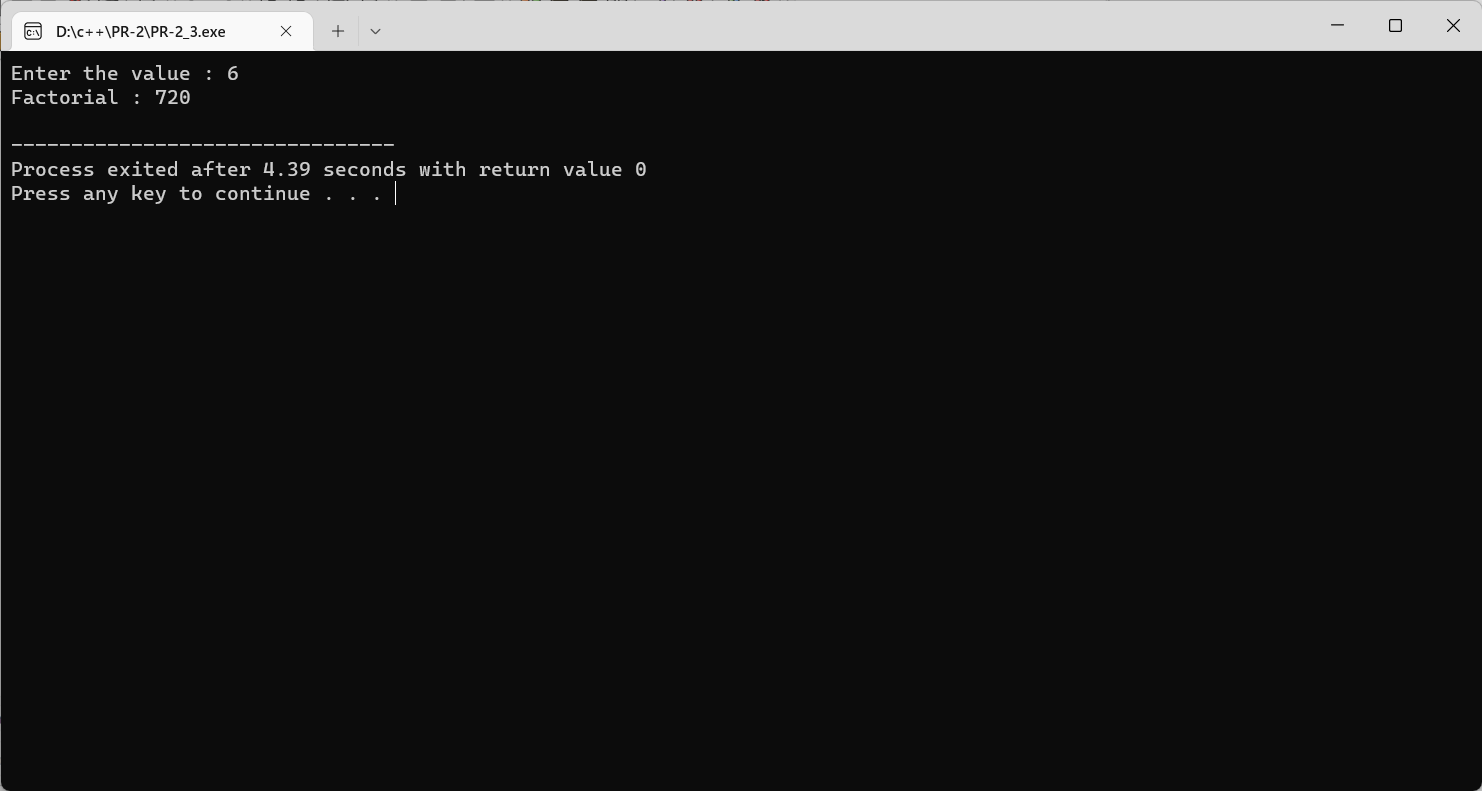 D:\c++\PR-2\PR-2_3.exe
Enter the value : 6
Factorial : 720
--------------------------------
Process exited after 4.39 seconds with return value 0
Press any key to continue . . .